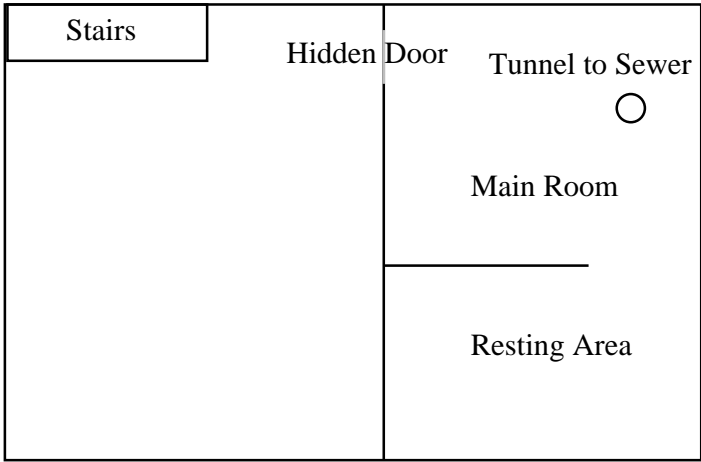 Stairs
Hidden Door
Tunnel to Sewer
Main Room
Resting Area